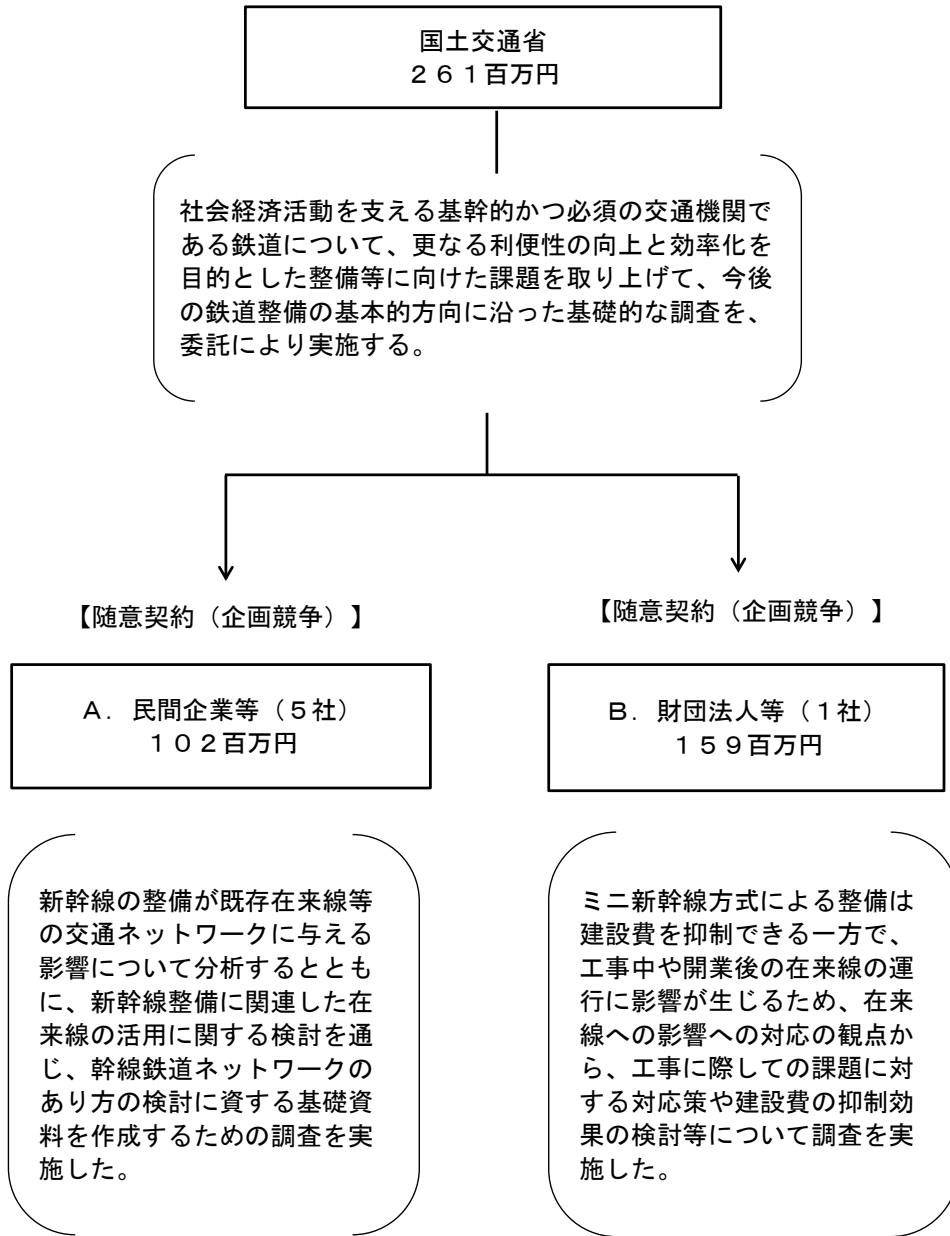 国土交通省
２６１百万円
社会経済活動を支える基幹的かつ必須の交通機関で
ある鉄道について、更なる利便性の向上と効率化を
目的とした整備等に向けた課題を取り上げて、今後
の鉄道整備の基本的方向に沿った基礎的な調査を、
委託により実施する。
【随意契約（企画競争）】
【随意契約（企画競争）】
Ａ．民間企業等（５社）
１０２百万円
Ｂ．財団法人等（１社）
１５９百万円
新幹線の整備が既存在来線等
の交通ネットワークに与える
影響について分析するととも
に、新幹線整備に関連した在
来線の活用に関する検討を通
じ、幹線鉄道ネットワークの
あり方の検討に資する基礎資
料を作成するための調査を実
施した。
ミニ新幹線方式による整備は
建設費を抑制できる一方で、
工事中や開業後の在来線の運
行に影響が生じるため、在来
線への影響への対応の観点か
ら、工事に際しての課題に対
する対応策や建設費の抑制効
果の検討等について調査を実
施した。